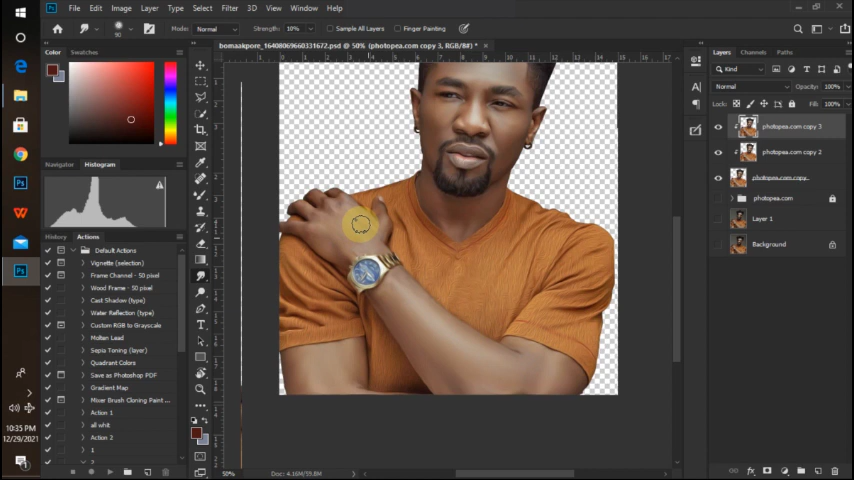 File Edit Image Layer Type Select Filter 3D View Window Help
90 Mode: Normal Strength: 10% Sample All Layers Finger Painting
Color Swatches
bomaakpore_1640806960331672.psd @ 50% (photopea.com copy 3, RGB/8#) *
Layers Channels Paths
Kind
Normal Opacity: 100%
Lock: Fill: 100%
photopea.com copy 3
photopea.com copy 2
photopea.com copy...
photopea.com
Layer 1
Background
Navigator Histogram
History Actions
Default Actions
Vignette (selection)
Frame Channel - 50 pixel
Wood Frame - 50 pixel
Cast Shadow (type)
Water Reflection (type)
Custom RGB to Grayscale
Molten Lead
Sepia Toning (layer)
Quadrant Colors
Save as Photoshop PDF
Gradient Map
Mixer Brush Cloning Paint ...
Action 1
all whit
Action 2
1
2
10:35 PM
12/29/2021
50% Doc: 4.16M/59.8M